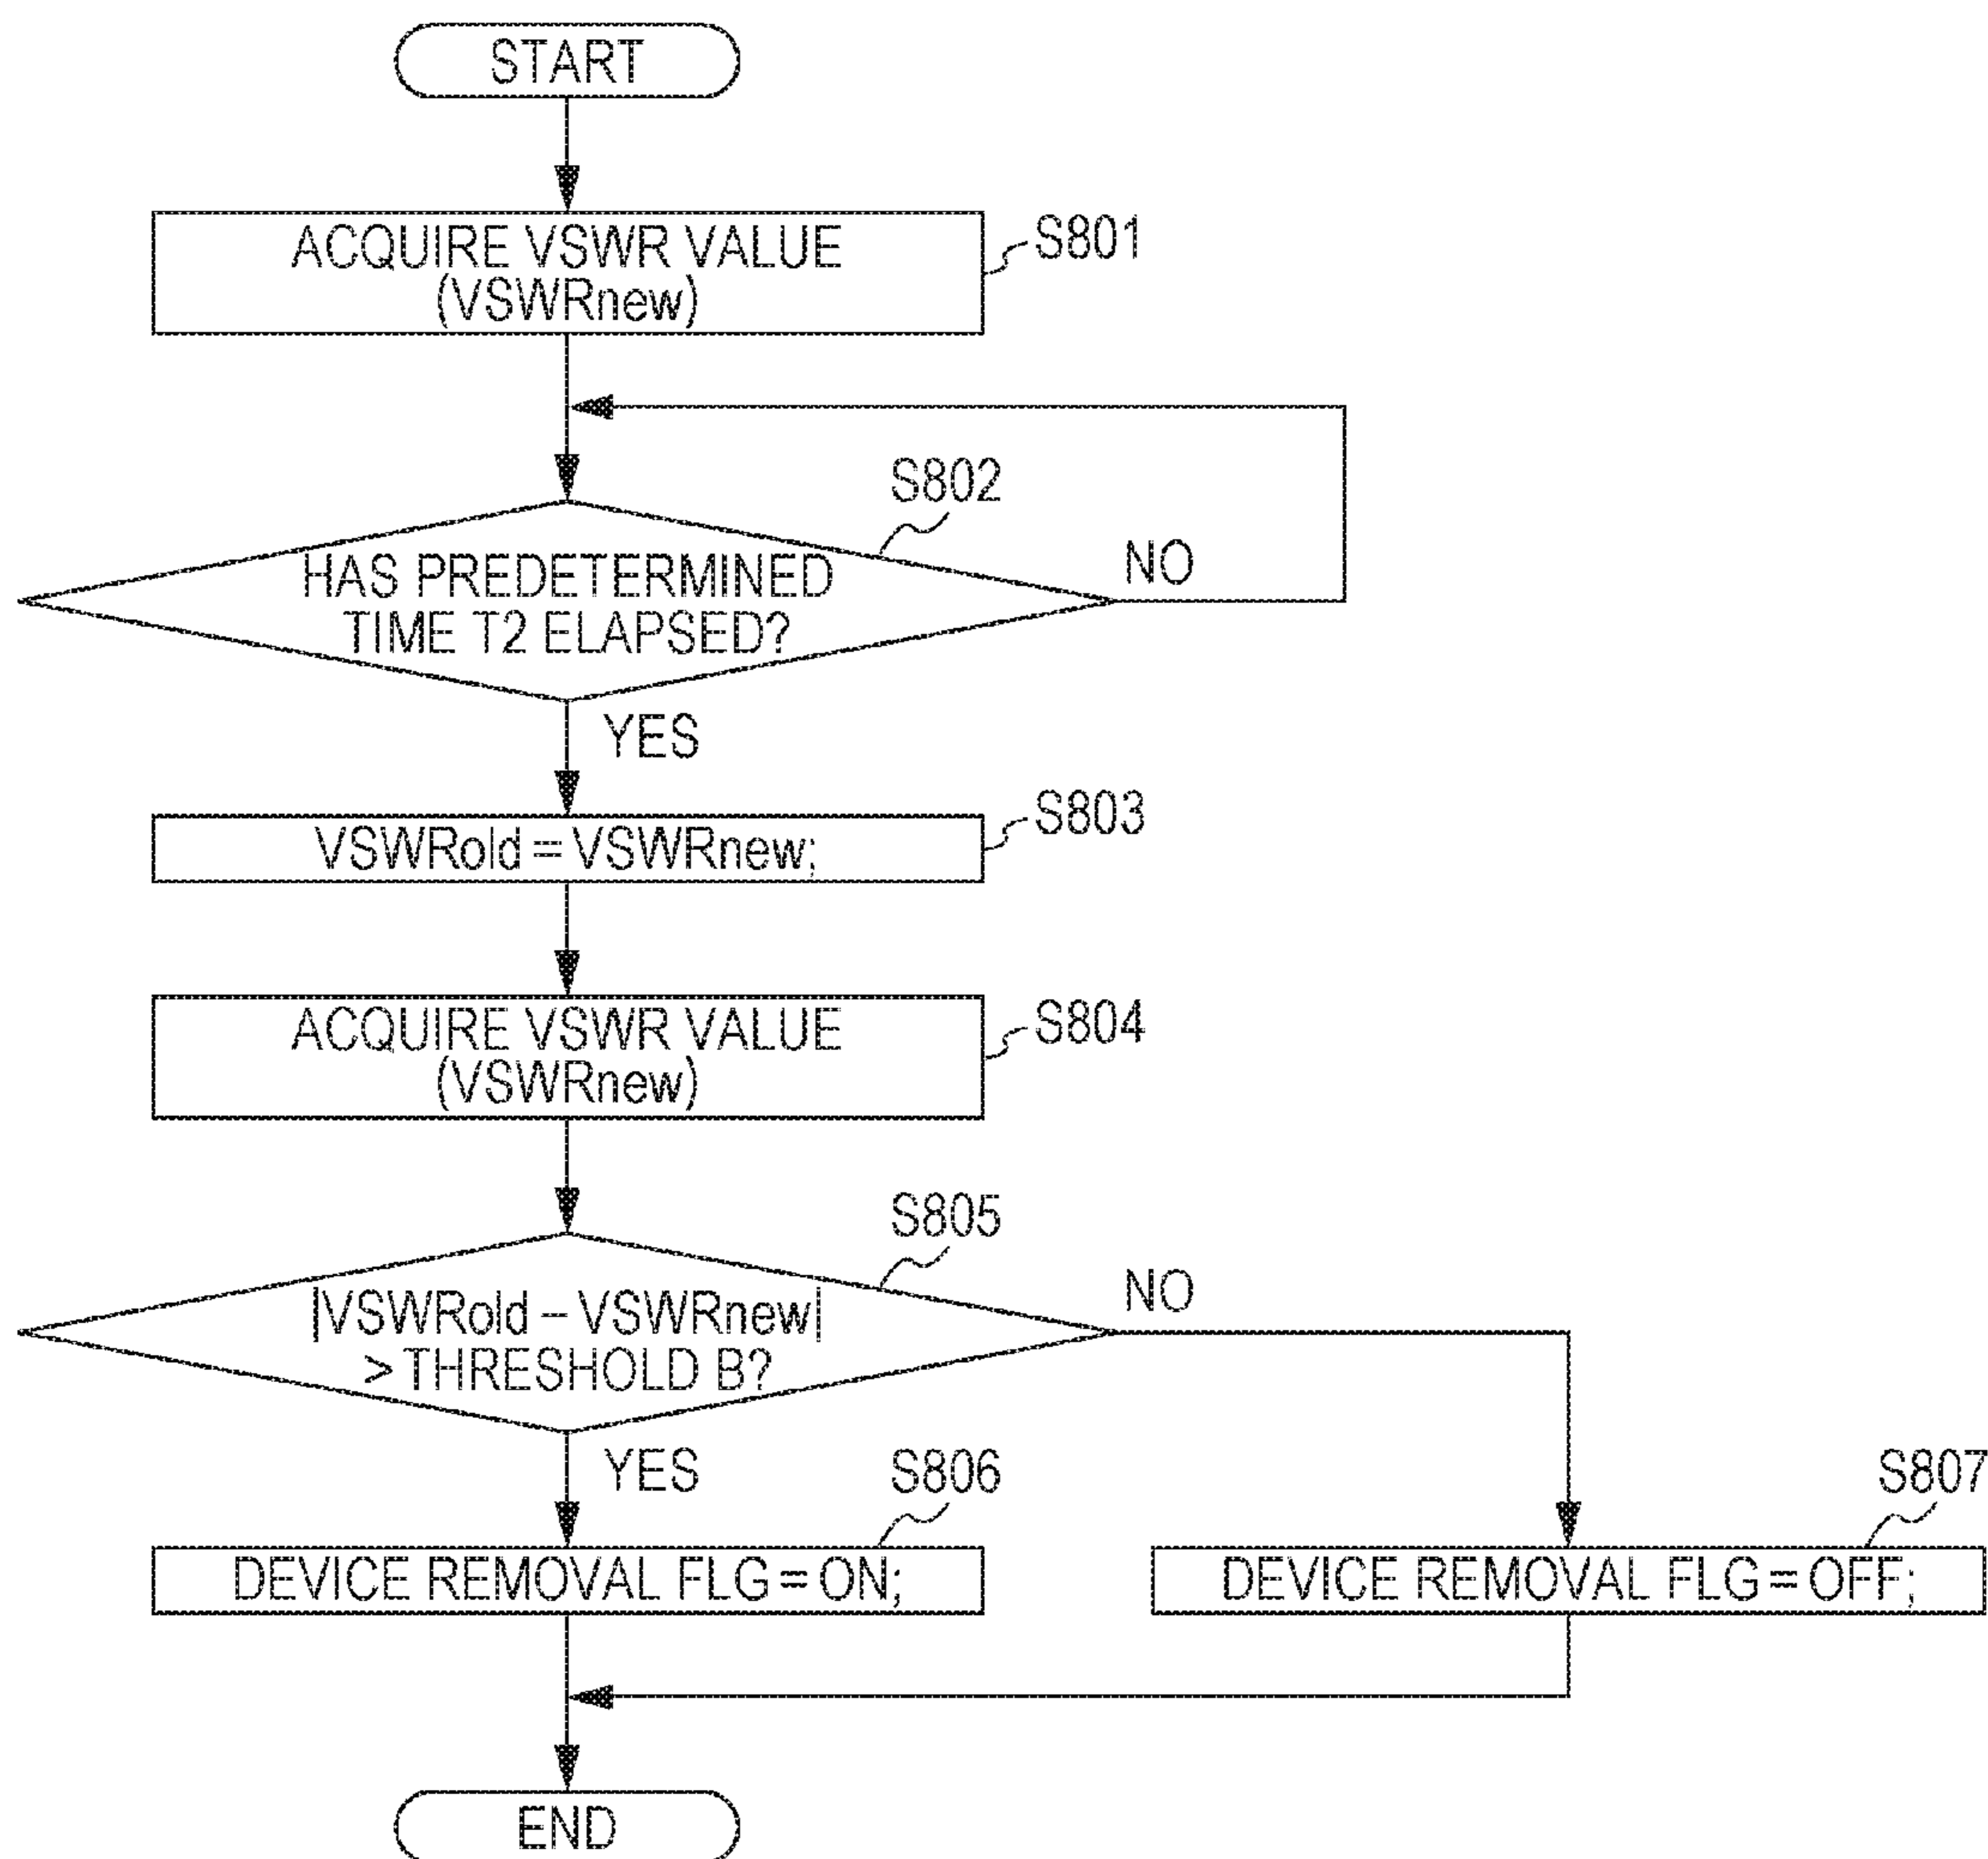 START
ACQUIRE VSWR VALUE
(VSWRnew)
S801
S802
HAS PREDETERMINED
TIME T2 ELAPSED?
NO
YES
VSWRold = VSWRnew;
S803
ACQUIRE VSWR VALUE
(VSWRnew)
S804
S805
|VSWRold – VSWRnew|
> THRESHOLD B?
NO
YES
S806
DEVICE REMOVAL FLG = ON;
S807
DEVICE REMOVAL FLG = OFF;
END